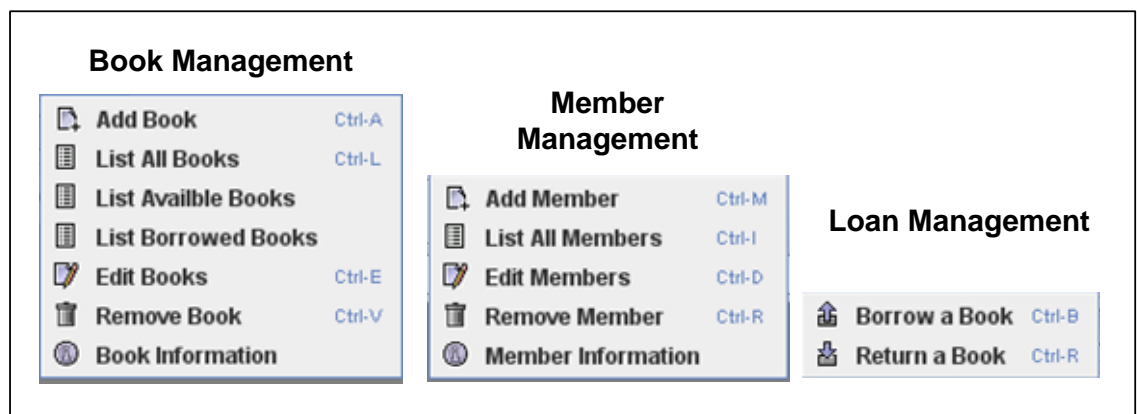 Book Management
Add Book Ctrl-A
List All Books Ctrl-L
List Availble Books
List Borrowed Books
Edit Books Ctrl-E
Remove Book Ctrl-V
Book Information
Member
Management
Add Member Ctrl-M
List All Members Ctrl-I
Edit Members Ctrl-D
Remove Member Ctrl-R
Member Information
Loan Management
Borrow a Book Ctrl-B
Return a Book Ctrl-R